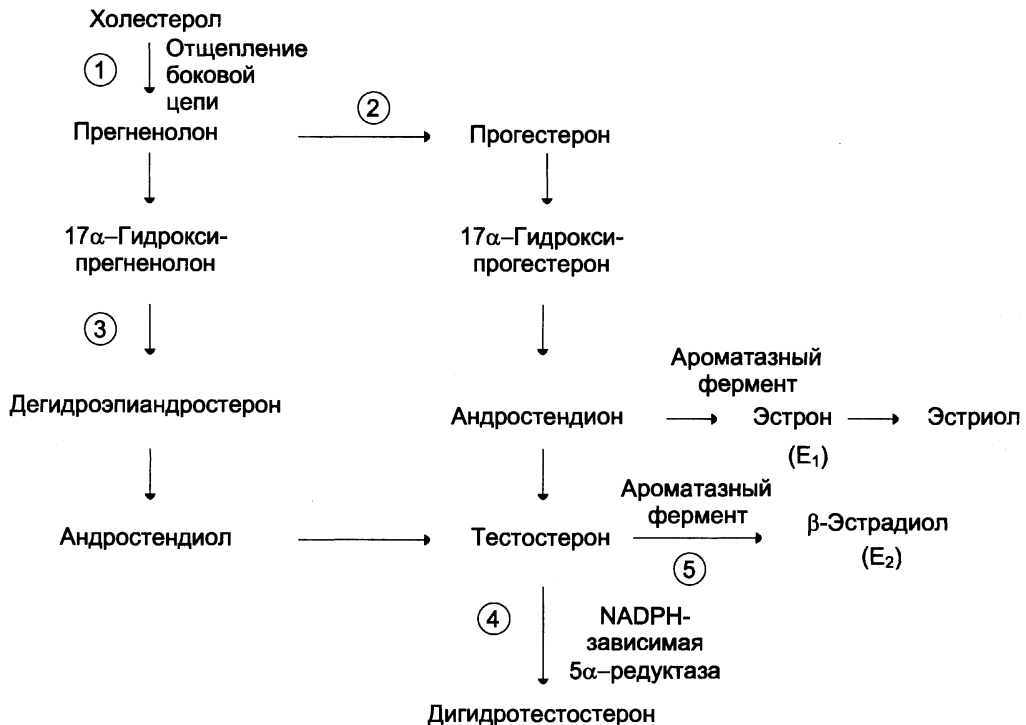 Холестерол
1
Отщепление
боковой
цепи
2
Прегненолон
Прогестерон
17α–Гидрокси-
прегненолон
17α–Гидрокси-
прогестерон
3
Ароматазный
фермент
Дегидроэпиандростерон
Андростендион
Эстрон
Эстриол
(E₁)
Ароматазный
фермент
Андростендиол
Тестостерон
β-Эстрадиол
(E₂)
5
4
NADPH-
зависимая
5α–редуктаза
Дигидротестостерон